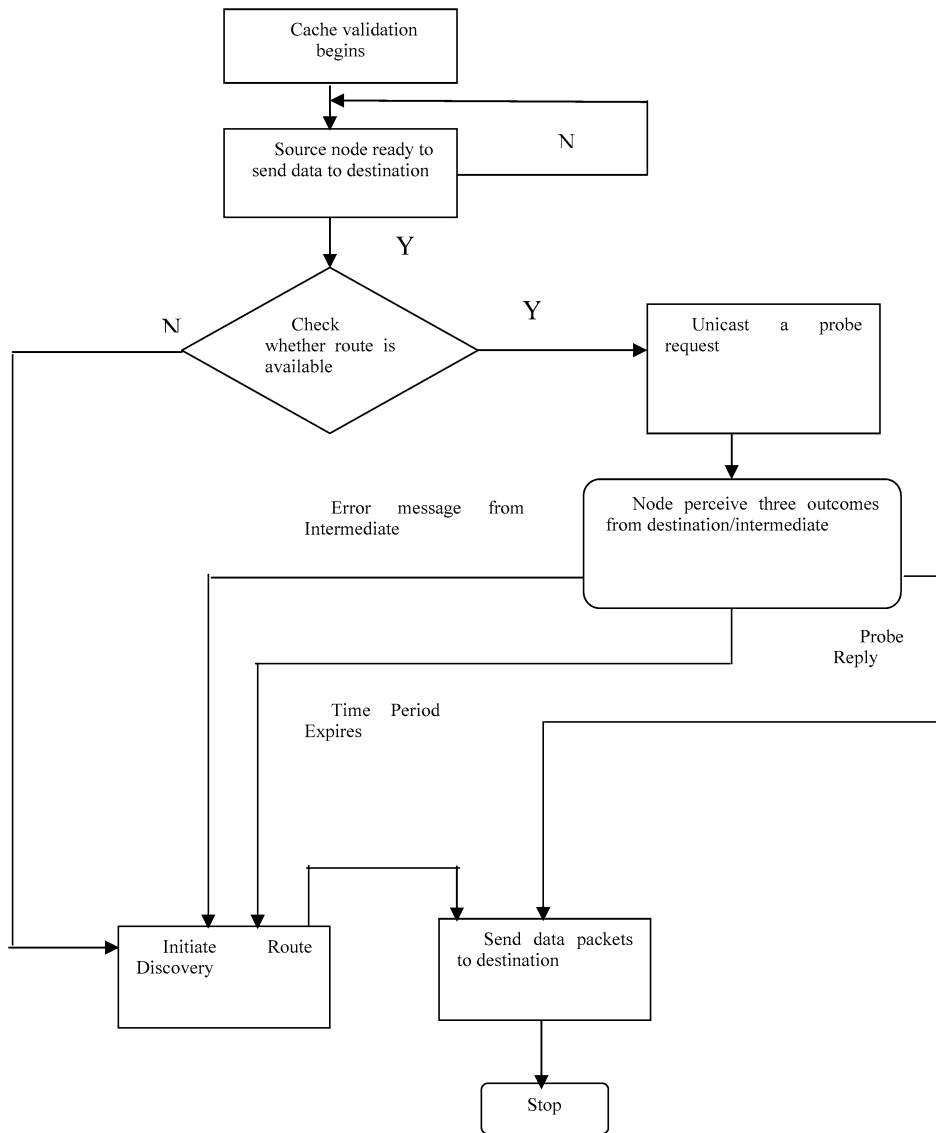 Cache validation
begins
Source node ready to
send data to destination
N
Y
N
Check
whether route is
available
Y
Unicast a probe
request
Error message from
Intermediate
Node perceive three outcomes
from destination/intermediate
Probe
Reply
Time Period
Expires
Initiate Route
Discovery
Send data packets
to destination
Stop